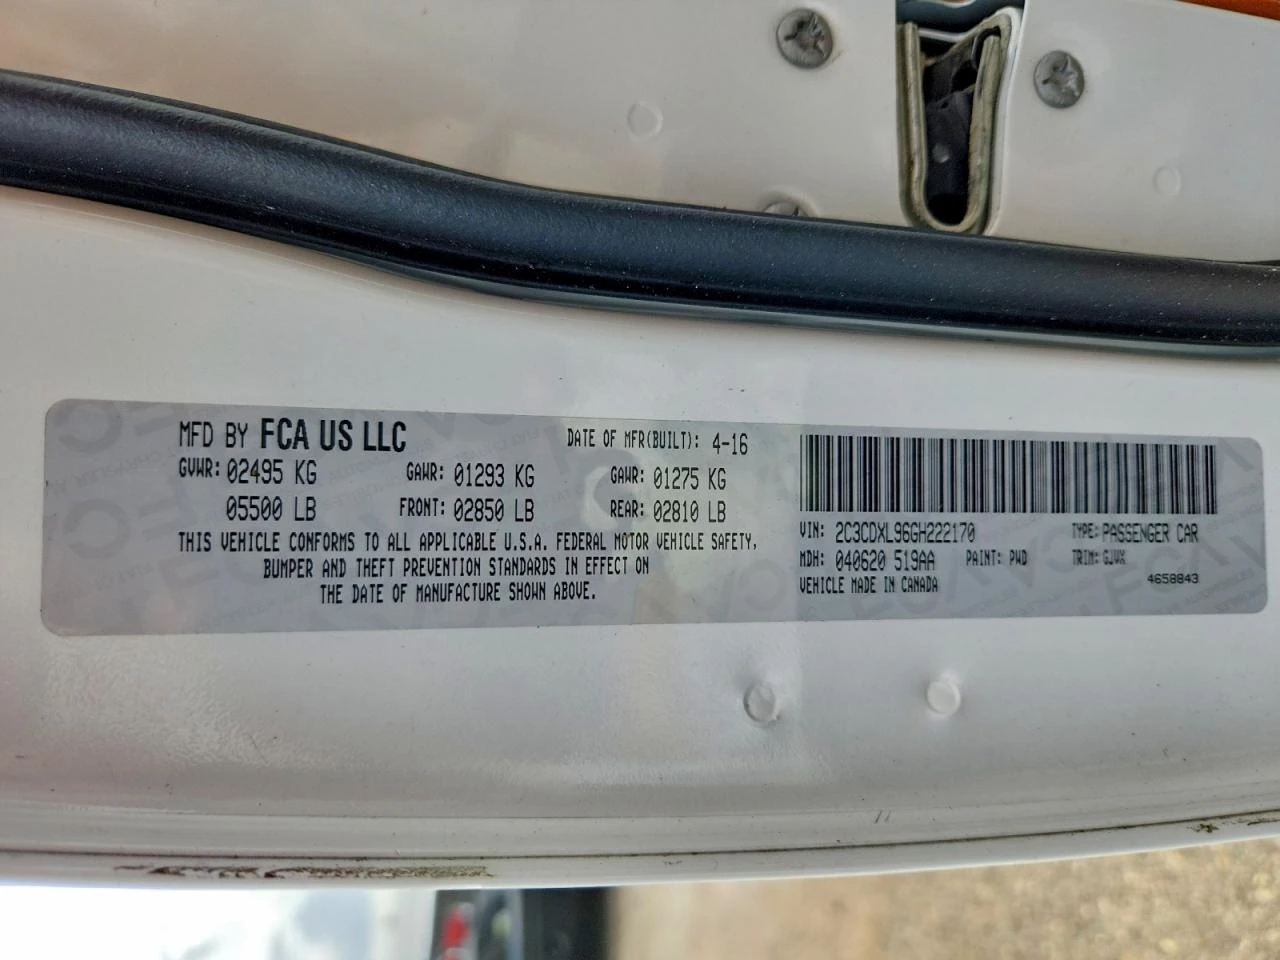 MFD BY FCA US LLC DATE OF MFR(BUILT): 4-16
GVWR: 02495 KG GAWR: 01293 KG GAWR: 01275 KG
05500 LB FRONT: 02850 LB REAR: 02810 LB
THIS VEHICLE CONFORMS TO ALL APPLICABLE U.S.A. FEDERAL MOTOR VEHICLE SAFETY,
BUMPER AND THEFT PREVENTION STANDARDS IN EFFECT ON
THE DATE OF MANUFACTURE SHOWN ABOVE.
VIN: 2C3CDXL96GH222170 TYPE: PASSENGER CAR
MDH: 040620 519AA PAINT: PWD TRIM: GJWX
VEHICLE MADE IN CANADA 4658843